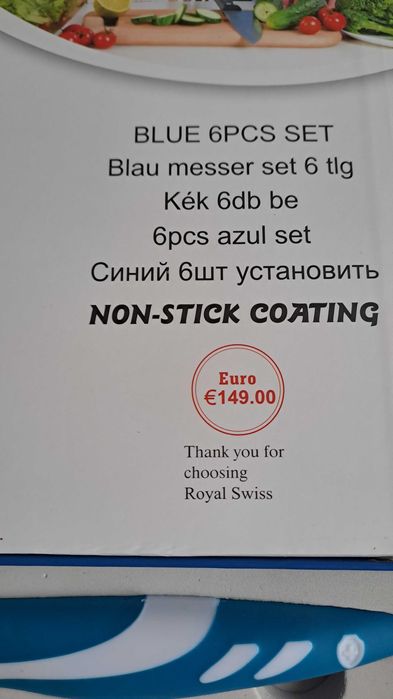 BLUE 6PCS SET
Blau messer set 6 tlg
Kék 6db be
6pcs azul set
Синий 6шт установить
NON-STICK COATING
Euro
€149.00
Thank you for
choosing
Royal Swiss